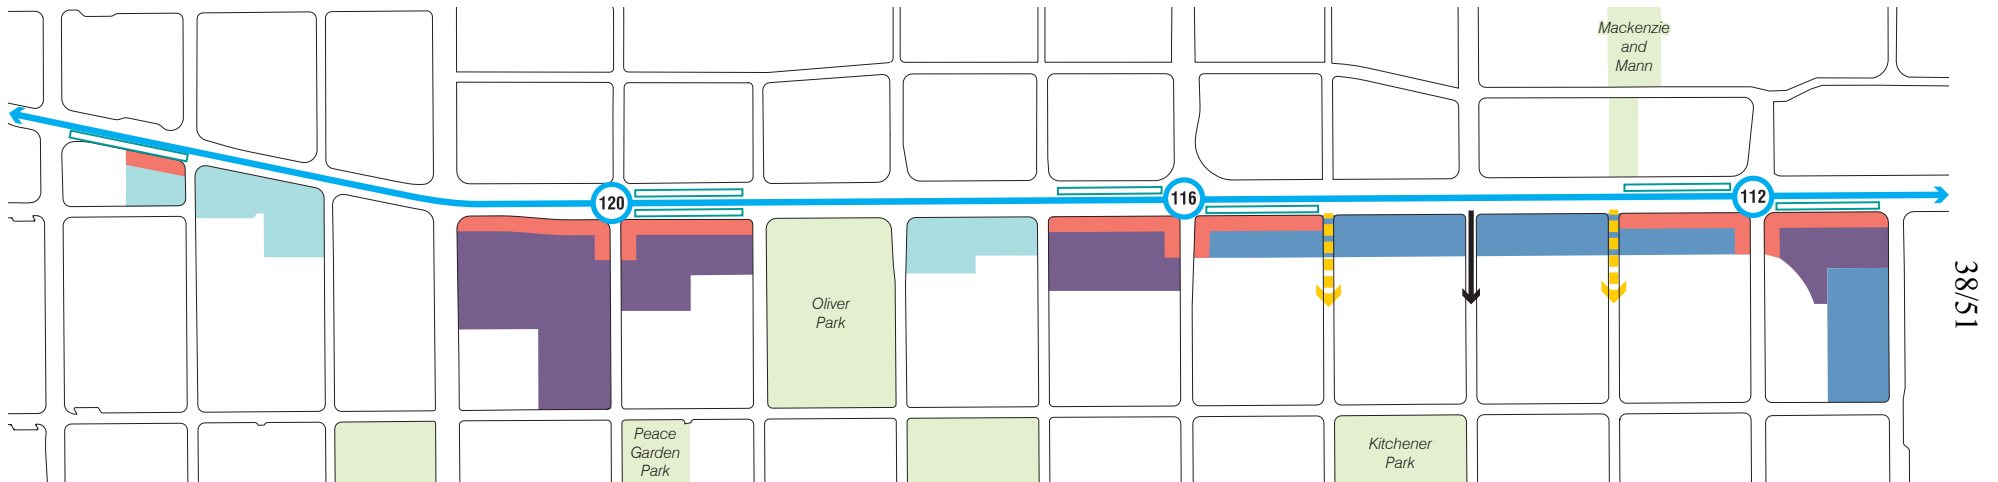 Mackenzie
and
Mann
120
116
112
Oliver
Park
Peace
Garden
Park
Kitchener
Park
38/51